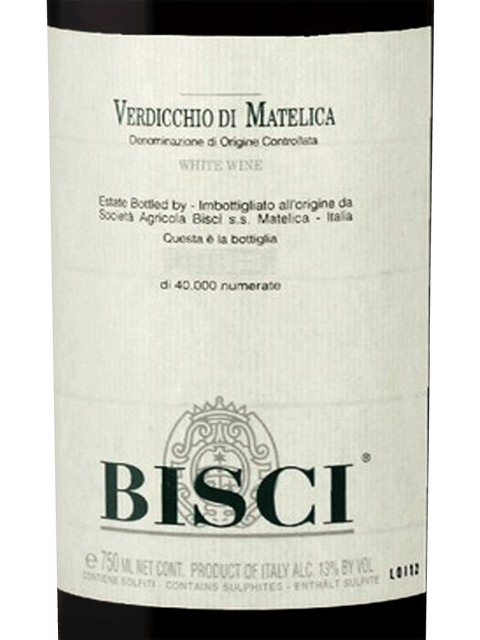 VERDICCHIO DI MATELICA
Denominazione di Origine Controllata
WHITE WINE
Estate Bottled by - Imbottigliato all'origine da
Società Agricola Bisci s.s. Matelica - Italia
Questa è la bottiglia
di 40.000 numerate
BISCI®
℮ 750 ML NET CONT. PRODUCT OF ITALY ALC. 13% BY VOL.
CONTIENE SOLFITI - CONTAINS SULPHITES - ENTHÄLT SULFITE
L0112